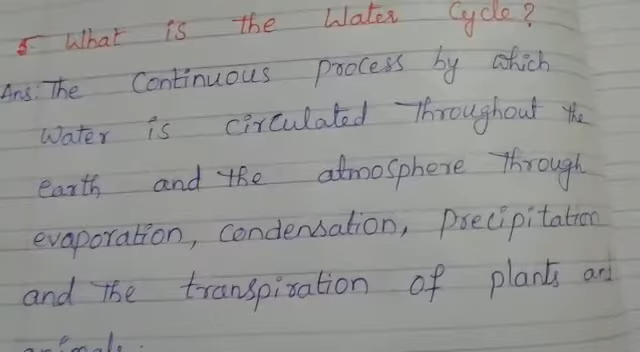 5 What is the Water Cycle?
Ans: The Continuous process by which
Water is circulated Throughout the
earth and the atmosphere Through
evaporation, Condensation, Precipitation
and The transpiration of plants and
animals.